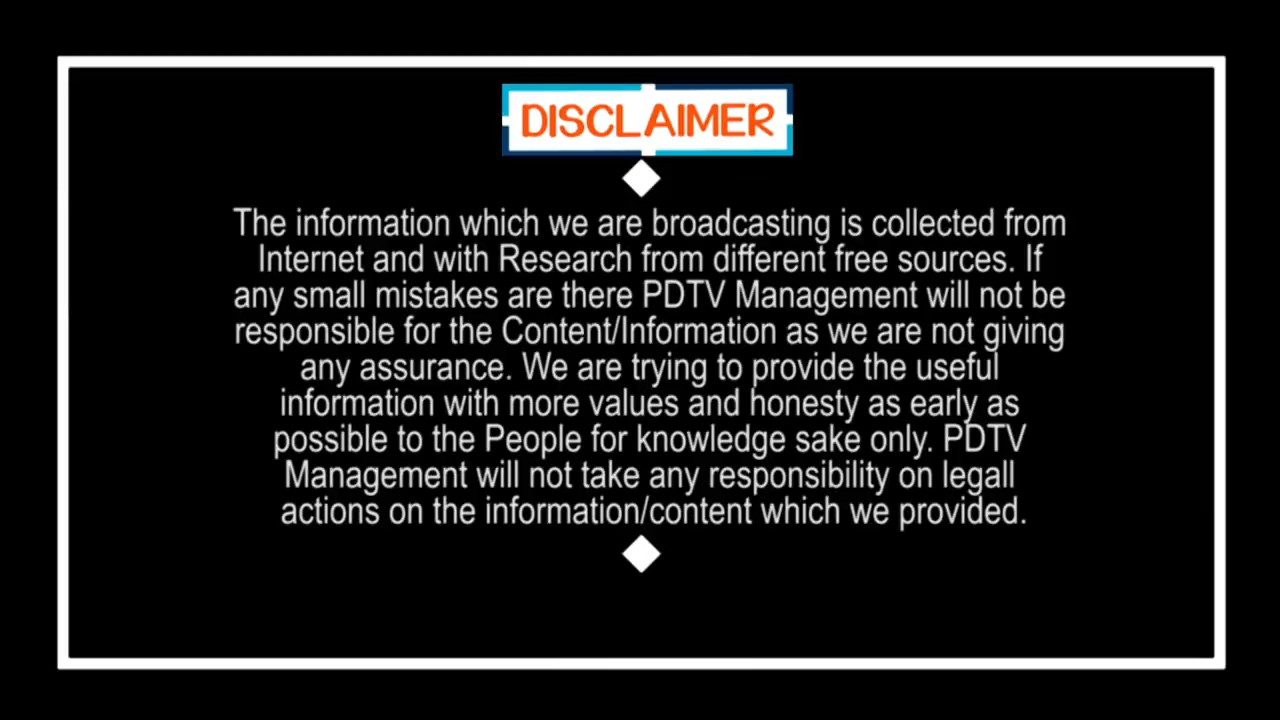 DISCLAIMER
The information which we are broadcasting is collected from
Internet and with Research from different free sources. If
any small mistakes are there PDTV Management will not be
responsible for the Content/Information as we are not giving
any assurance. We are trying to provide the useful
information with more values and honesty as early as
possible to the People for knowledge sake only. PDTV
Management will not take any responsibility on legall
actions on the information/content which we provided.